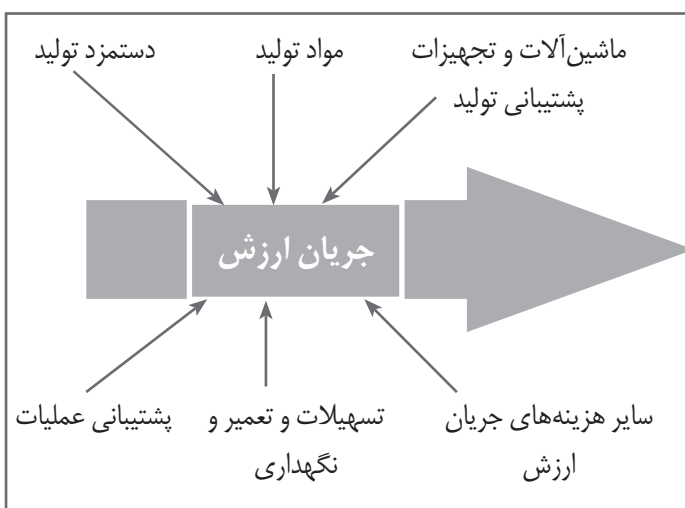 ماشین‌آلات و تجهیزات
پشتیبانی تولید
مواد تولید
دستمزد تولید
جریان ارزش
سایر هزینه‌های جریان
ارزش
تسهیلات و تعمیر و
نگهداری
پشتیبانی عملیات